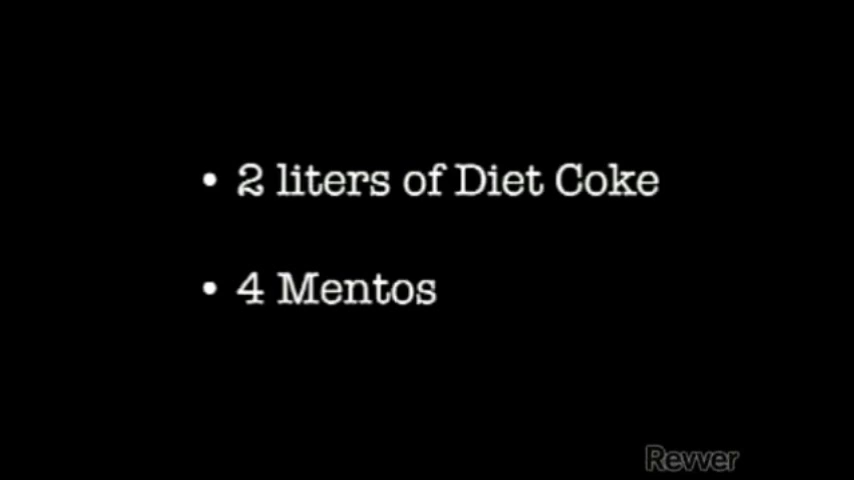 • 2 liters of Diet Coke
• 4 Mentos
Revver